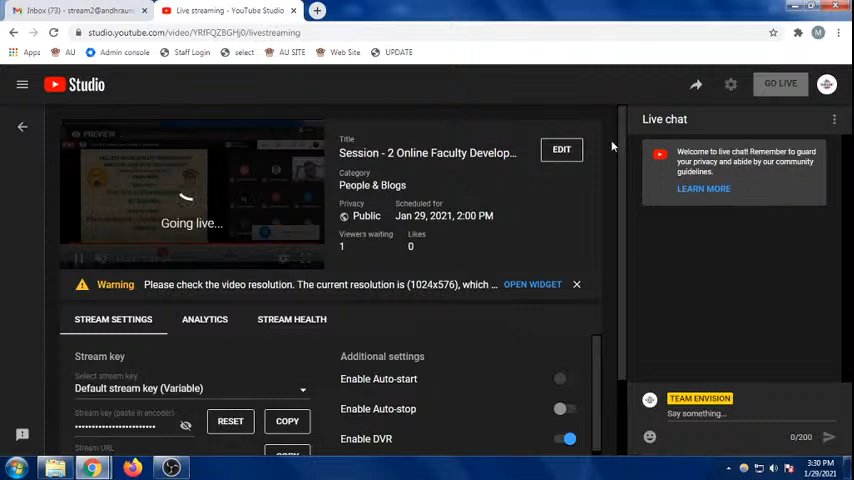 Inbox (73) - stream2@andhraun
Live streaming - YouTube Studio
studio.youtube.com/video/YRfFQZBGHj0/livestreaming
Apps AU Admin console Staff Login select AU SITE Web Site UPDATE
Studio
GO LIVE
PREVIEW
Going live...
Title
Session - 2 Online Faculty Develop...
EDIT
Category
People & Blogs
Privacy
Public
Scheduled for
Jan 29, 2021, 2:00 PM
Viewers waiting
1
Likes
0
Warning Please check the video resolution. The current resolution is (1024x576), which ... OPEN WIDGET
STREAM SETTINGS ANALYTICS STREAM HEALTH
Stream key
Select stream key
Default stream key (Variable)
Stream key (paste in encoder)
RESET COPY
Stream URL
COPY
Additional settings
Enable Auto-start
Enable Auto-stop
Enable DVR
Live chat
Welcome to live chat! Remember to guard
your privacy and abide by our community
guidelines.
LEARN MORE
TEAM ENVISION
Say something...
0/200
3:30 PM
1/29/2021